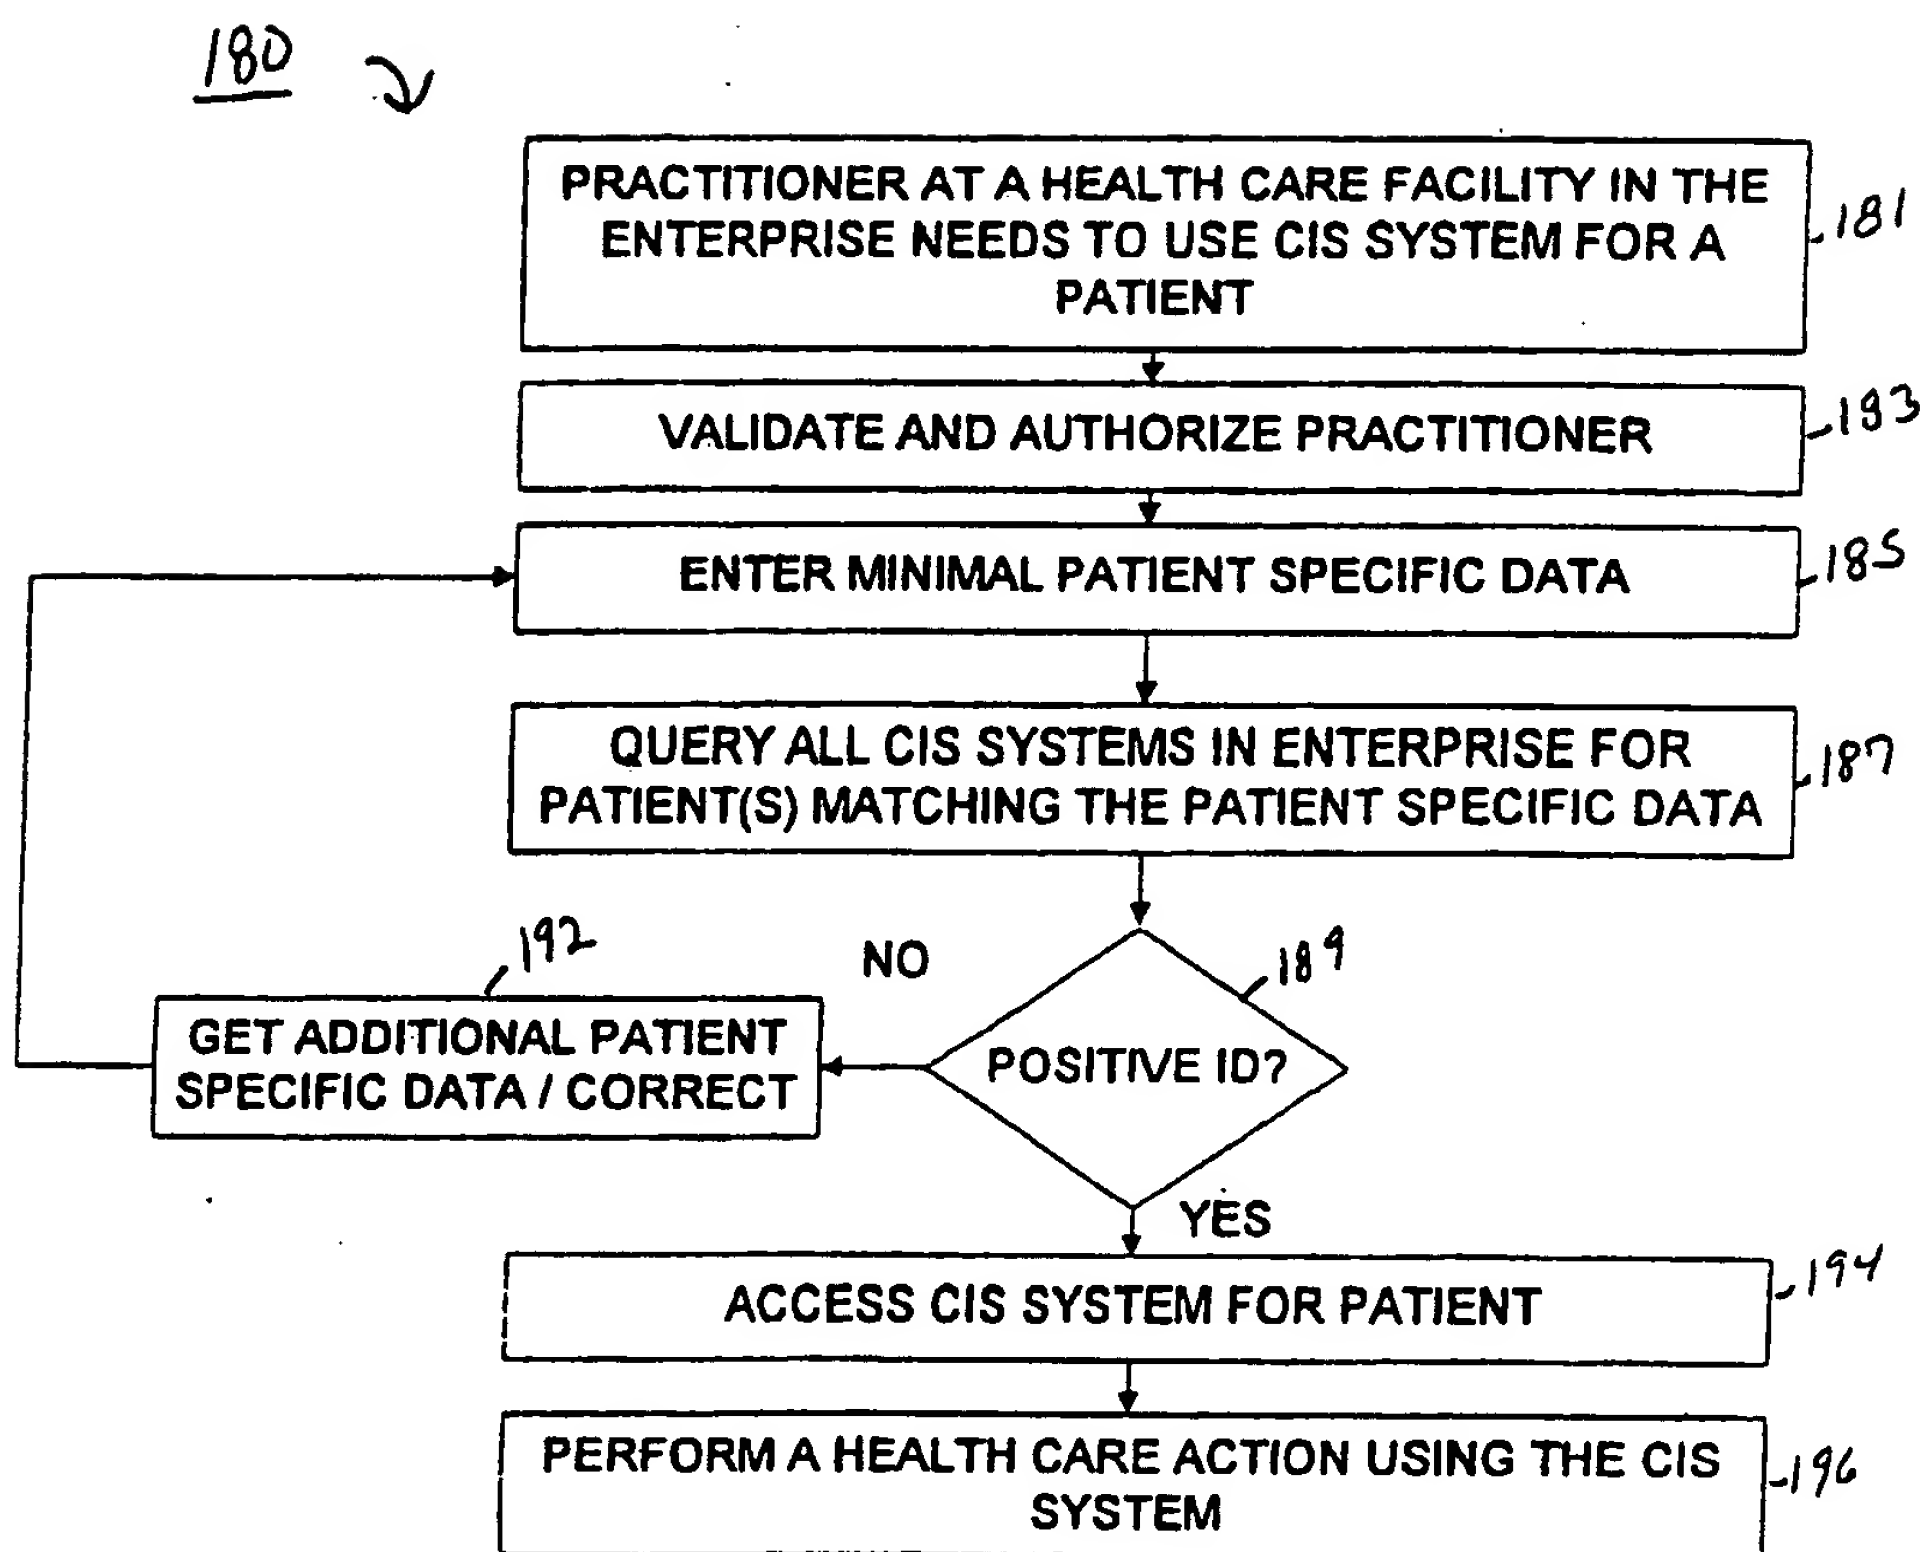 180
PRACTITIONER AT A HEALTH CARE FACILITY IN THE
ENTERPRISE NEEDS TO USE CIS SYSTEM FOR A
PATIENT
181
VALIDATE AND AUTHORIZE PRACTITIONER
183
ENTER MINIMAL PATIENT SPECIFIC DATA
185
QUERY ALL CIS SYSTEMS IN ENTERPRISE FOR
PATIENT(S) MATCHING THE PATIENT SPECIFIC DATA
187
192
NO
189
GET ADDITIONAL PATIENT
SPECIFIC DATA / CORRECT
POSITIVE ID?
YES
ACCESS CIS SYSTEM FOR PATIENT
194
PERFORM A HEALTH CARE ACTION USING THE CIS
SYSTEM
196